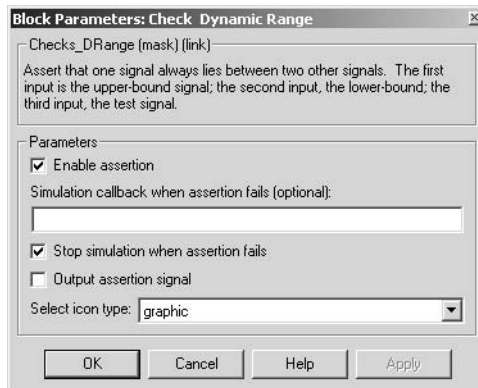 Block Parameters: Check Dynamic Range
Checks_DRange (mask) (link)
Assert that one signal always lies between two other signals. The first
input is the upper-bound signal; the second input, the lower-bound; the
third input, the test signal.
Parameters
Enable assertion
Simulation callback when assertion fails (optional):
Stop simulation when assertion fails
Output assertion signal
Select icon type: graphic
OK Cancel Help Apply